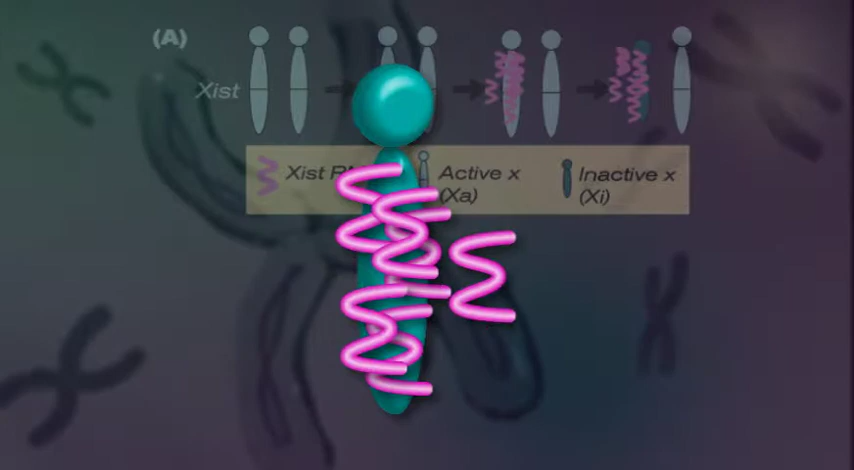 (A)
Xist
Xist
Active x
(Xa)
Inactive x
(Xi)